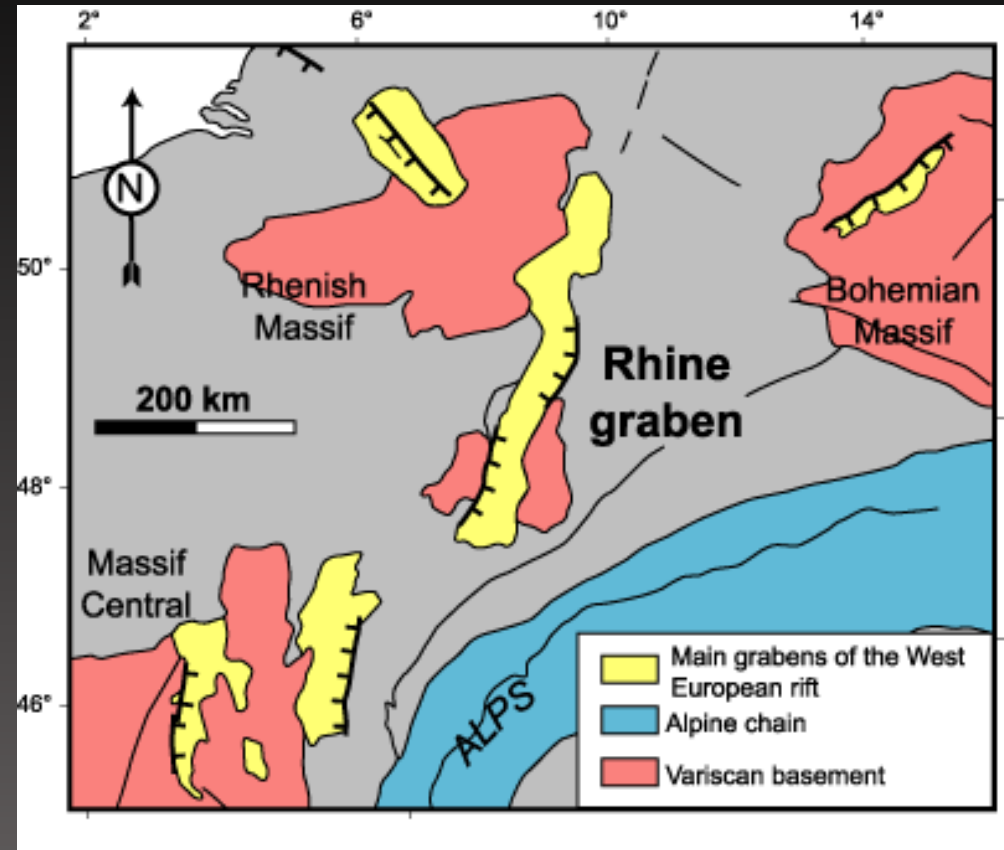 2°
6°
10°
14°
N
50°
Rhenish
Massif
Bohemian
Massif
Rhine
graben
200 km
48°
Massif
Central
46°
ALPS
Main grabens of the West
European rift
Alpine chain
Variscan basement